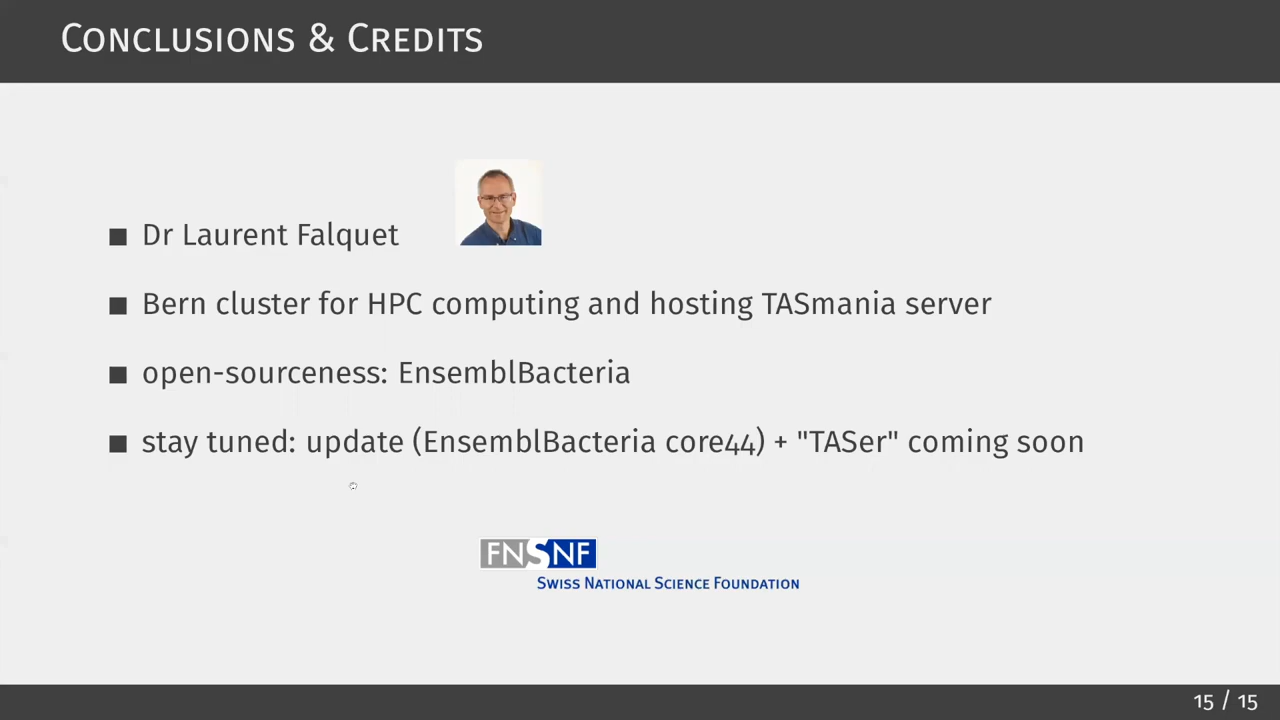 Conclusions & Credits
■ Dr Laurent Falquet
■ Bern cluster for HPC computing and hosting TASmania server
■ open-sourceness: EnsemblBacteria
■ stay tuned: update (EnsemblBacteria core44) + "TASer" coming soon
FNSNF
Swiss National Science Foundation
15 / 15